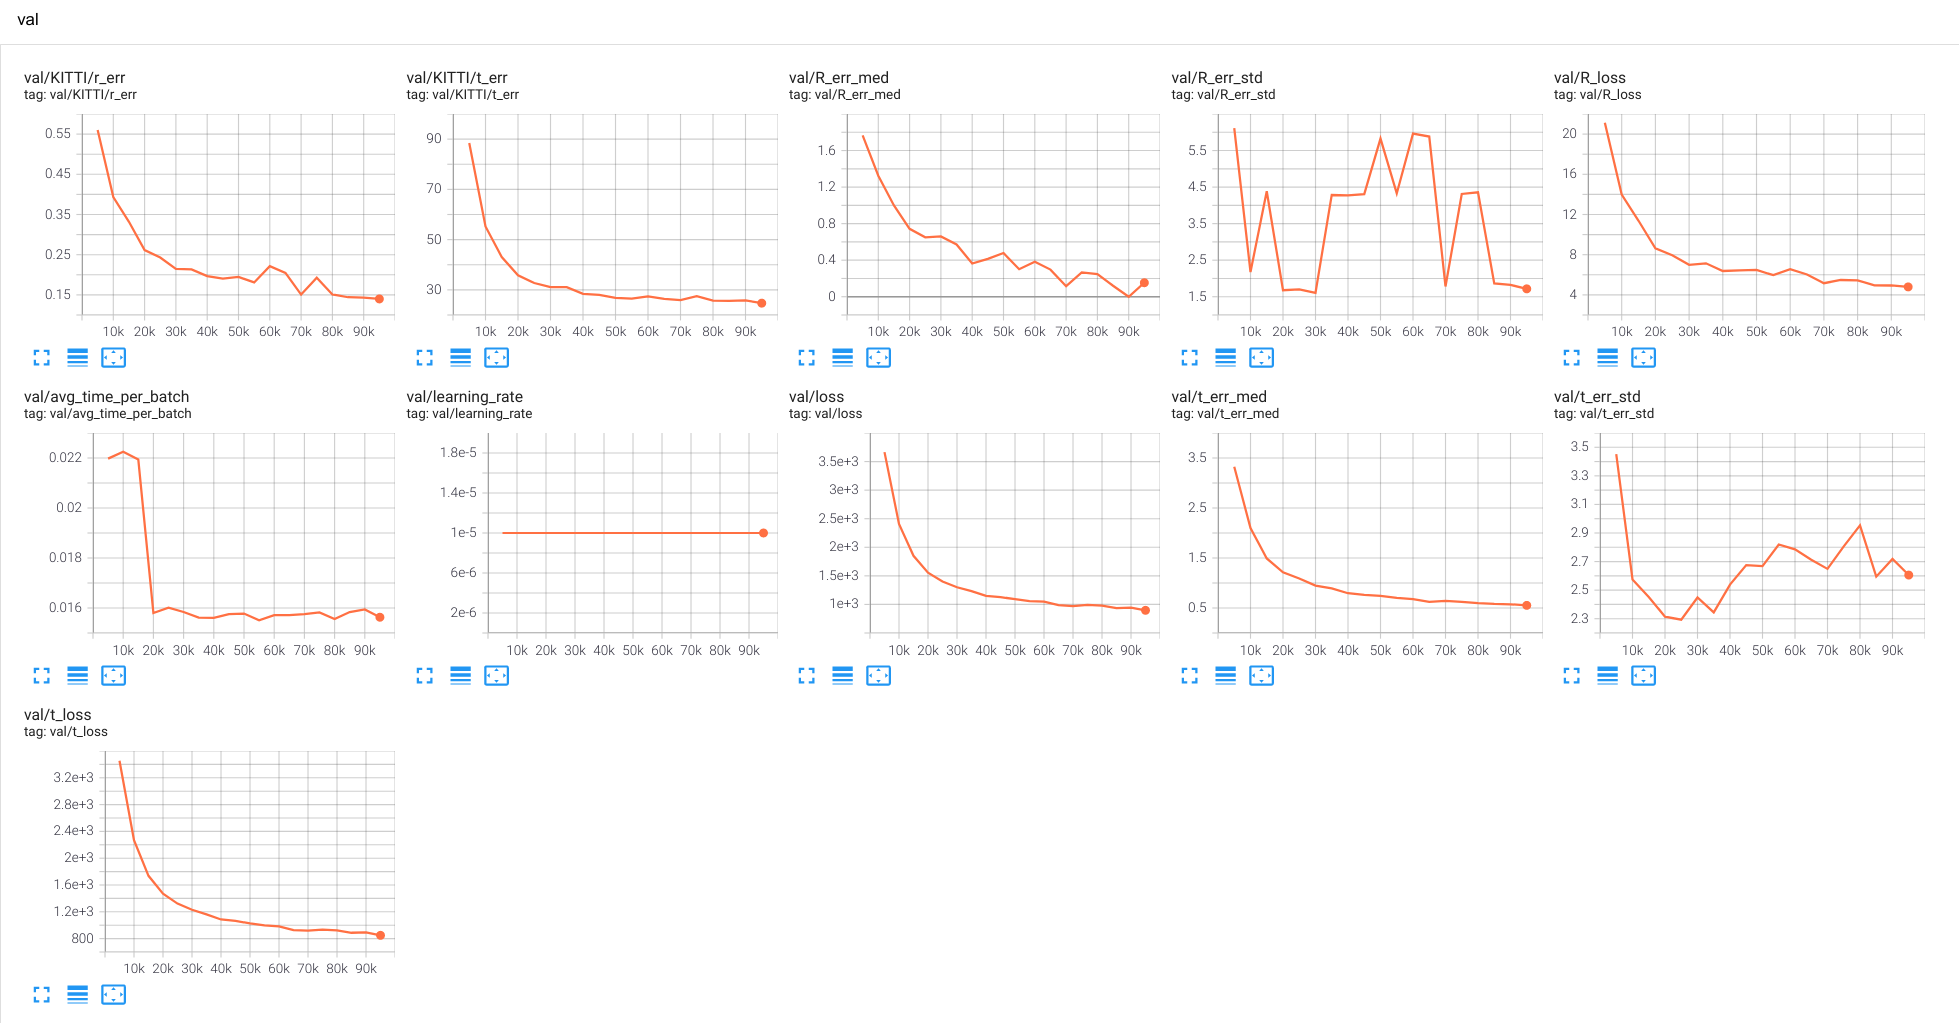 val
val/KITTI/r_err
tag: val/KITTI/r_err
0.55
0.45
0.35
0.25
0.15
10k 20k 30k 40k 50k 60k 70k 80k 90k
val/KITTI/t_err
tag: val/KITTI/t_err
90
70
50
30
10k 20k 30k 40k 50k 60k 70k 80k 90k
val/R_err_med
tag: val/R_err_med
1.6
1.2
0.8
0.4
0
10k 20k 30k 40k 50k 60k 70k 80k 90k
val/R_err_std
tag: val/R_err_std
5.5
4.5
3.5
2.5
1.5
10k 20k 30k 40k 50k 60k 70k 80k 90k
val/R_loss
tag: val/R_loss
20
16
12
8
4
10k 20k 30k 40k 50k 60k 70k 80k 90k
val/avg_time_per_batch
tag: val/avg_time_per_batch
0.022
0.02
0.018
0.016
10k 20k 30k 40k 50k 60k 70k 80k 90k
val/learning_rate
tag: val/learning_rate
1.8e-5
1.4e-5
1e-5
6e-6
2e-6
10k 20k 30k 40k 50k 60k 70k 80k 90k
val/loss
tag: val/loss
3.5e+3
3e+3
2.5e+3
2e+3
1.5e+3
1e+3
10k 20k 30k 40k 50k 60k 70k 80k 90k
val/t_err_med
tag: val/t_err_med
3.5
2.5
1.5
0.5
10k 20k 30k 40k 50k 60k 70k 80k 90k
val/t_err_std
tag: val/t_err_std
3.5
3.3
3.1
2.9
2.7
2.5
2.3
10k 20k 30k 40k 50k 60k 70k 80k 90k
val/t_loss
tag: val/t_loss
3.2e+3
2.8e+3
2.4e+3
2e+3
1.6e+3
1.2e+3
800
10k 20k 30k 40k 50k 60k 70k 80k 90k